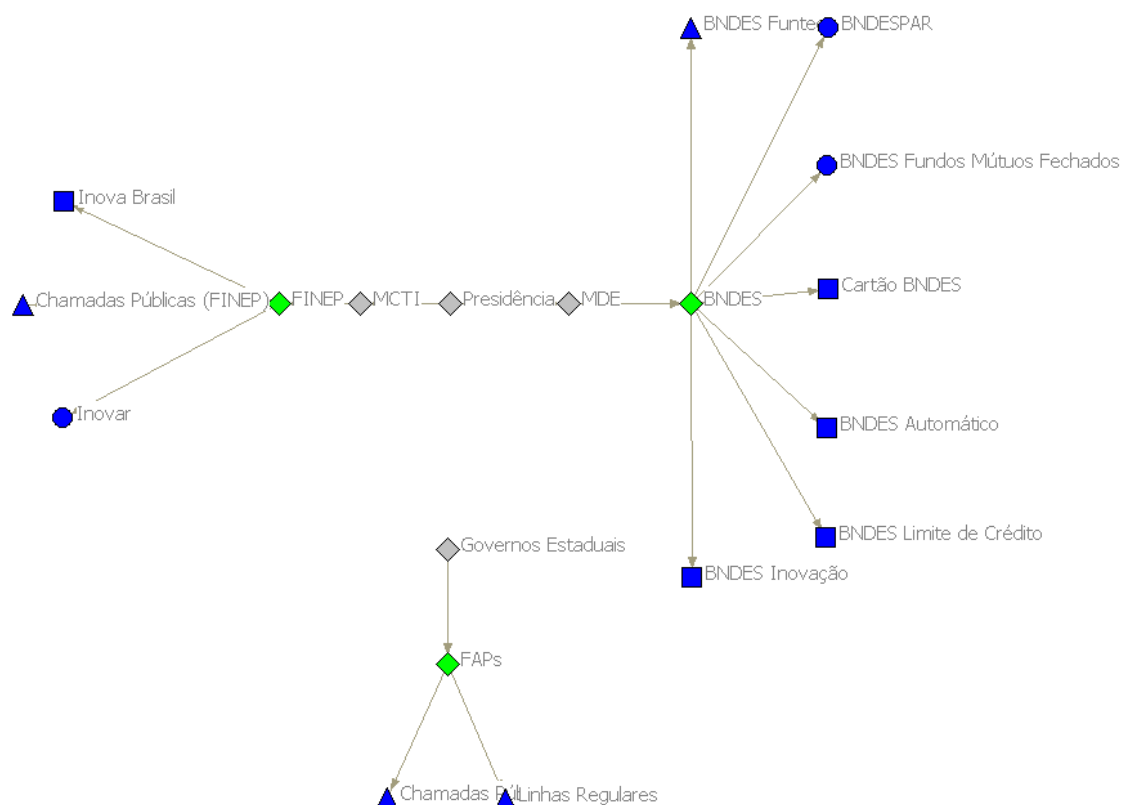 BNDES Funtec
BNDESPAR
BNDES Fundos Mútuos Fechados
Inova Brasil
Cartão BNDES
Chamadas Públicas (FINEP)
FINEP
MCTI
Presidência
MDE
BNDES
Inovar
BNDES Automático
BNDES Limite de Crédito
Governos Estaduais
BNDES Inovação
FAPs
Chamadas
Linhas Regulares